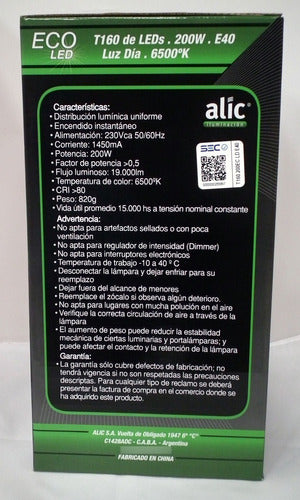 ECO
LED
T160 de LEDs . 200W . E40
Luz Día . 6500ºK
alic
iluminación
SEC
T160 200ECLD E40
Características:
• Distribución lumínica uniforme
• Encendido instantáneo
• Alimentación: 230Vca 50/60Hz
• Corriente: 1450mA
• Potencia: 200W
• Factor de potencia >0,5
• Flujo luminoso: 19.000lm
• Temperatura de color: 6500ºK
• CRI >80
• Peso: 820g
• Vida útil promedio 15.000 hs a tensión nominal constante
Advertencia:
• No apta para artefactos sellados o con poca
ventilación
• No apta para regulador de intensidad (Dimmer)
• No apta para interruptores electrónicos
• Temperatura de trabajo -10 a 40 º C
• Desconectar la lámpara y dejar enfriar para su
reemplazo
• Dejar fuera del alcance de menores
• Reemplace el zócalo si observa algún deterioro.
• No apta para lugares con mucha polución en el aire
• Verifique la correcta circulación de aire a través de la
lámpara
• El aumento de peso puede reducir la estabilidad
mecánica de ciertas luminarias y portalámparas; y
puede afectar el contacto y la retención de la lámpara
Garantía:
• La garantía sólo cubre defectos de fabricación; no
tendrá vigencia si no son respetadas las precauciones
descriptas. Para cualquier tipo de reclamo se deberá
presentar la factura de compra en el comercio donde se
ha adquirido este producto.
ALIC S.A. Vuelta de Obligado 1947 6º "C"
C1428ADC - C.A.B.A. - Argentina
FABRICADO EN CHINA